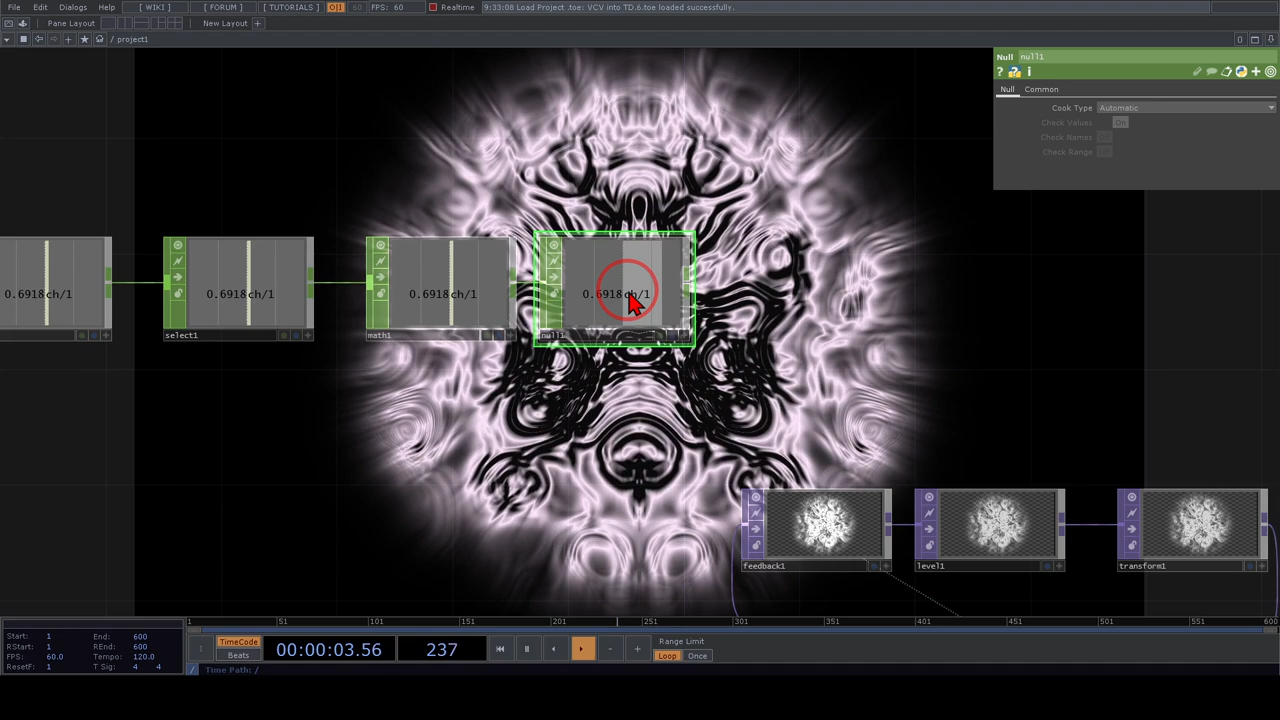 File Edit Dialogs Help [ WIKI ] [ FORUM ] [ TUTORIALS ] O|I 60 FPS: 60 Realtime 9:33:08 Load Project .toe: VCV into TD.6.toe loaded successfully.
Pane Layout New Layout +
/ project1
Null null1
Null Common
Cook Type Automatic
Check Values On
Check Names
Check Range
0.6918 ch/1
0.6918 ch/1
0.6918 ch/1
0.6918 ch/1
select1
math1
null1
feedback1
level1
transform1
1 51 101 151 201 251 301 351 401 451 501 551 600
Start: 1 End: 600
RStart: 1 REnd: 600
FPS: 60.0 Tempo: 120.0
ResetF: 1 T Sig: 4 4
TimeCode
Beats
00:00:03.56
237
Range Limit
Loop Once
/ Time Path: /